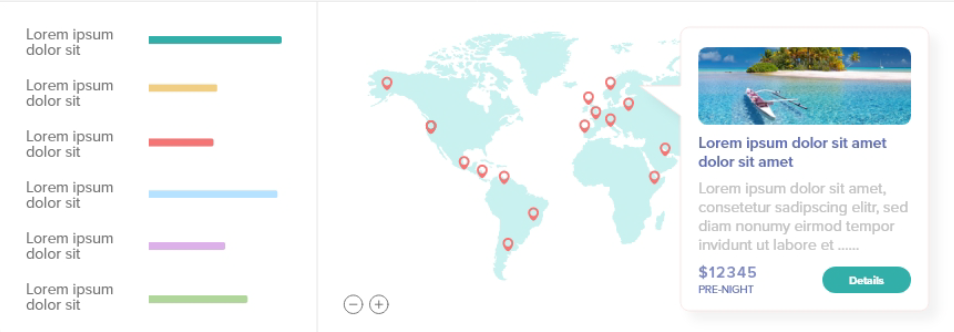 Lorem ipsum
dolor sit
Lorem ipsum
dolor sit
Lorem ipsum
dolor sit
Lorem ipsum
dolor sit
Lorem ipsum
dolor sit
Lorem ipsum
dolor sit
Lorem ipsum dolor sit amet
dolor sit amet
Lorem ipsum dolor sit amet,
consetetur sadipscing elitr, sed
diam nonumy eirmod tempor
invidunt ut labore et ......
$12345
PRE-NIGHT
Details